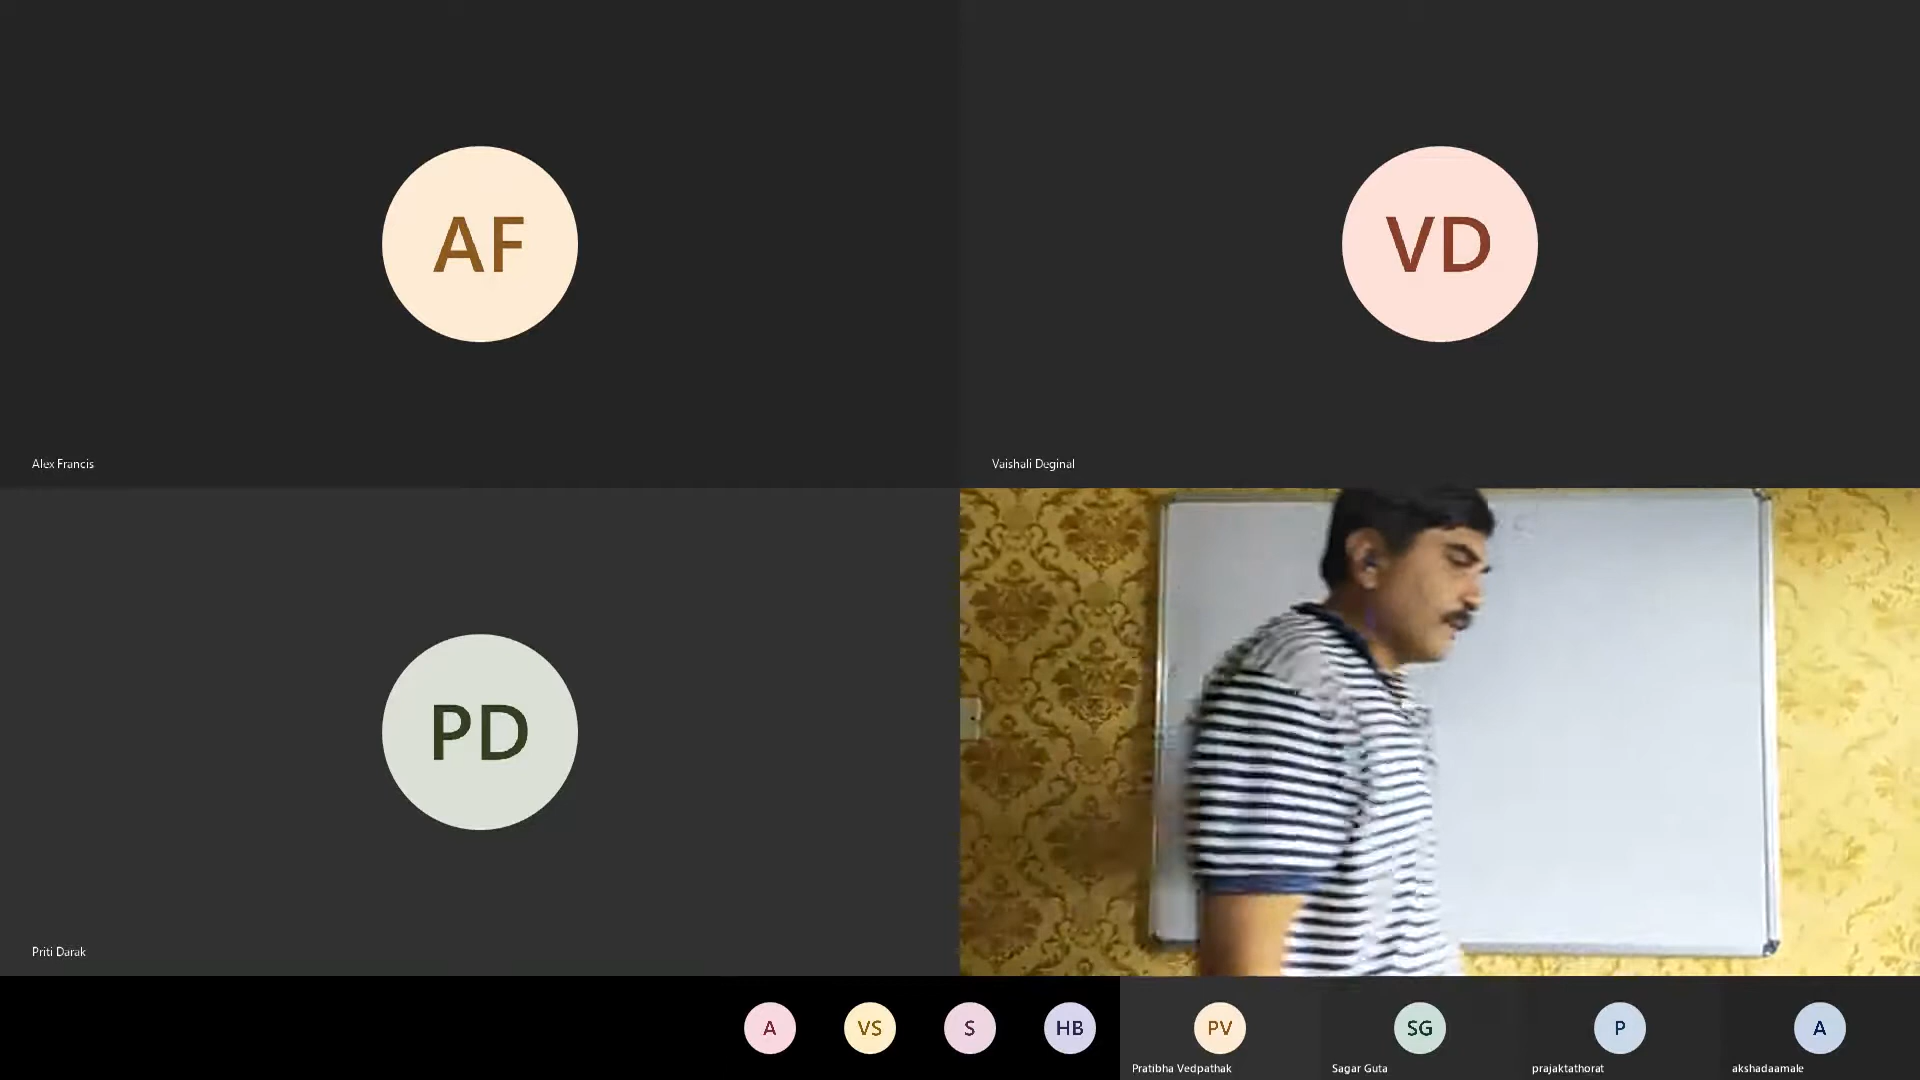 AF
VD
Alex Francis
Vaishali Deginal
PD
Priti Darak
A
VS
S
HB
PV
SG
P
A
Pratibha Vedpathak
Sagar Guta
prajaktathorat
akshadaamale